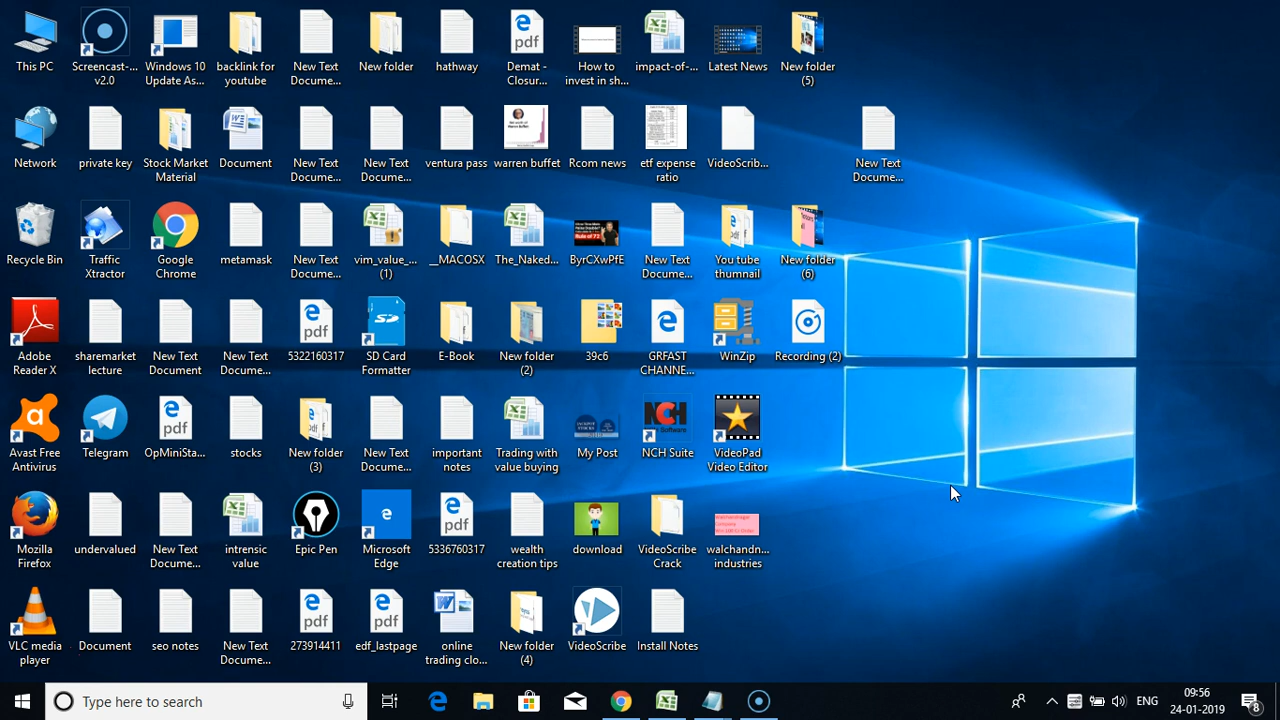 This PC
Screencast-...
v2.0
Windows 10
Update As...
backlink for
youtube
New Text
Docume...
New folder
hathway
Demat -
Closur...
How to
invest in sh...
impact-of-...
Latest News
New folder
(5)
Network
private key
Stock Market
Material
Document
New Text
Docume...
New Text
Docume...
ventura pass
warren buffet
Rcom news
etf expense
ratio
VideoScrib...
New Text
Docume...
Recycle Bin
Traffic
Xtractor
Google
Chrome
metamask
New Text
Docume...
vim_value_...
(1)
__MACOSX
The_Naked...
ByrCXwPfE
New Text
Docume...
You tube
thumnail
New folder
(6)
Adobe
Reader X
sharemarket
lecture
New Text
Document
New Text
Docume...
5322160317
SD Card
Formatter
E-Book
New folder
(2)
39c6
GRFAST
CHANNE...
WinZip
Recording (2)
Avast Free
Antivirus
Telegram
OpMiniSta...
stocks
New folder
(3)
New Text
Docume...
important
notes
Trading with
value buying
My Post
NCH Suite
VideoPad
Video Editor
Mozilla
Firefox
undervalued
New Text
Docume...
intrensic
value
Epic Pen
Microsoft
Edge
5336760317
wealth
creation tips
download
VideoScribe
Crack
walchandn...
industries
VLC media
player
Document
seo notes
New Text
Docume...
273914411
edf_lastpage
online
trading clo...
New folder
(4)
VideoScribe
Install Notes
Type here to search
ENG
09:56
24-01-2019
8